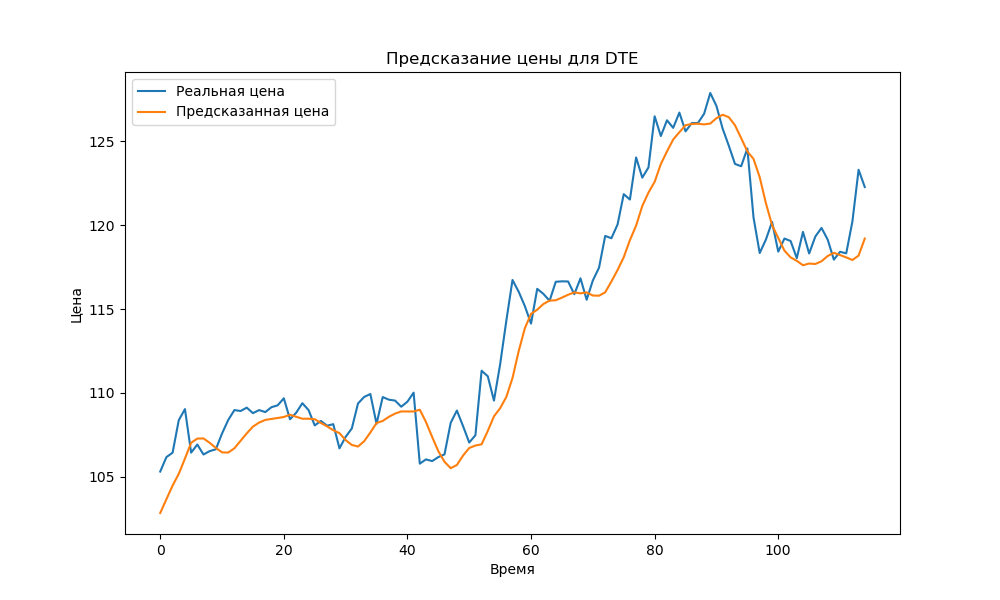 Предсказание цены для DTE
Реальная цена
Предсказанная цена
Цена
125
120
115
110
105
0 20 40 60 80 100
Время